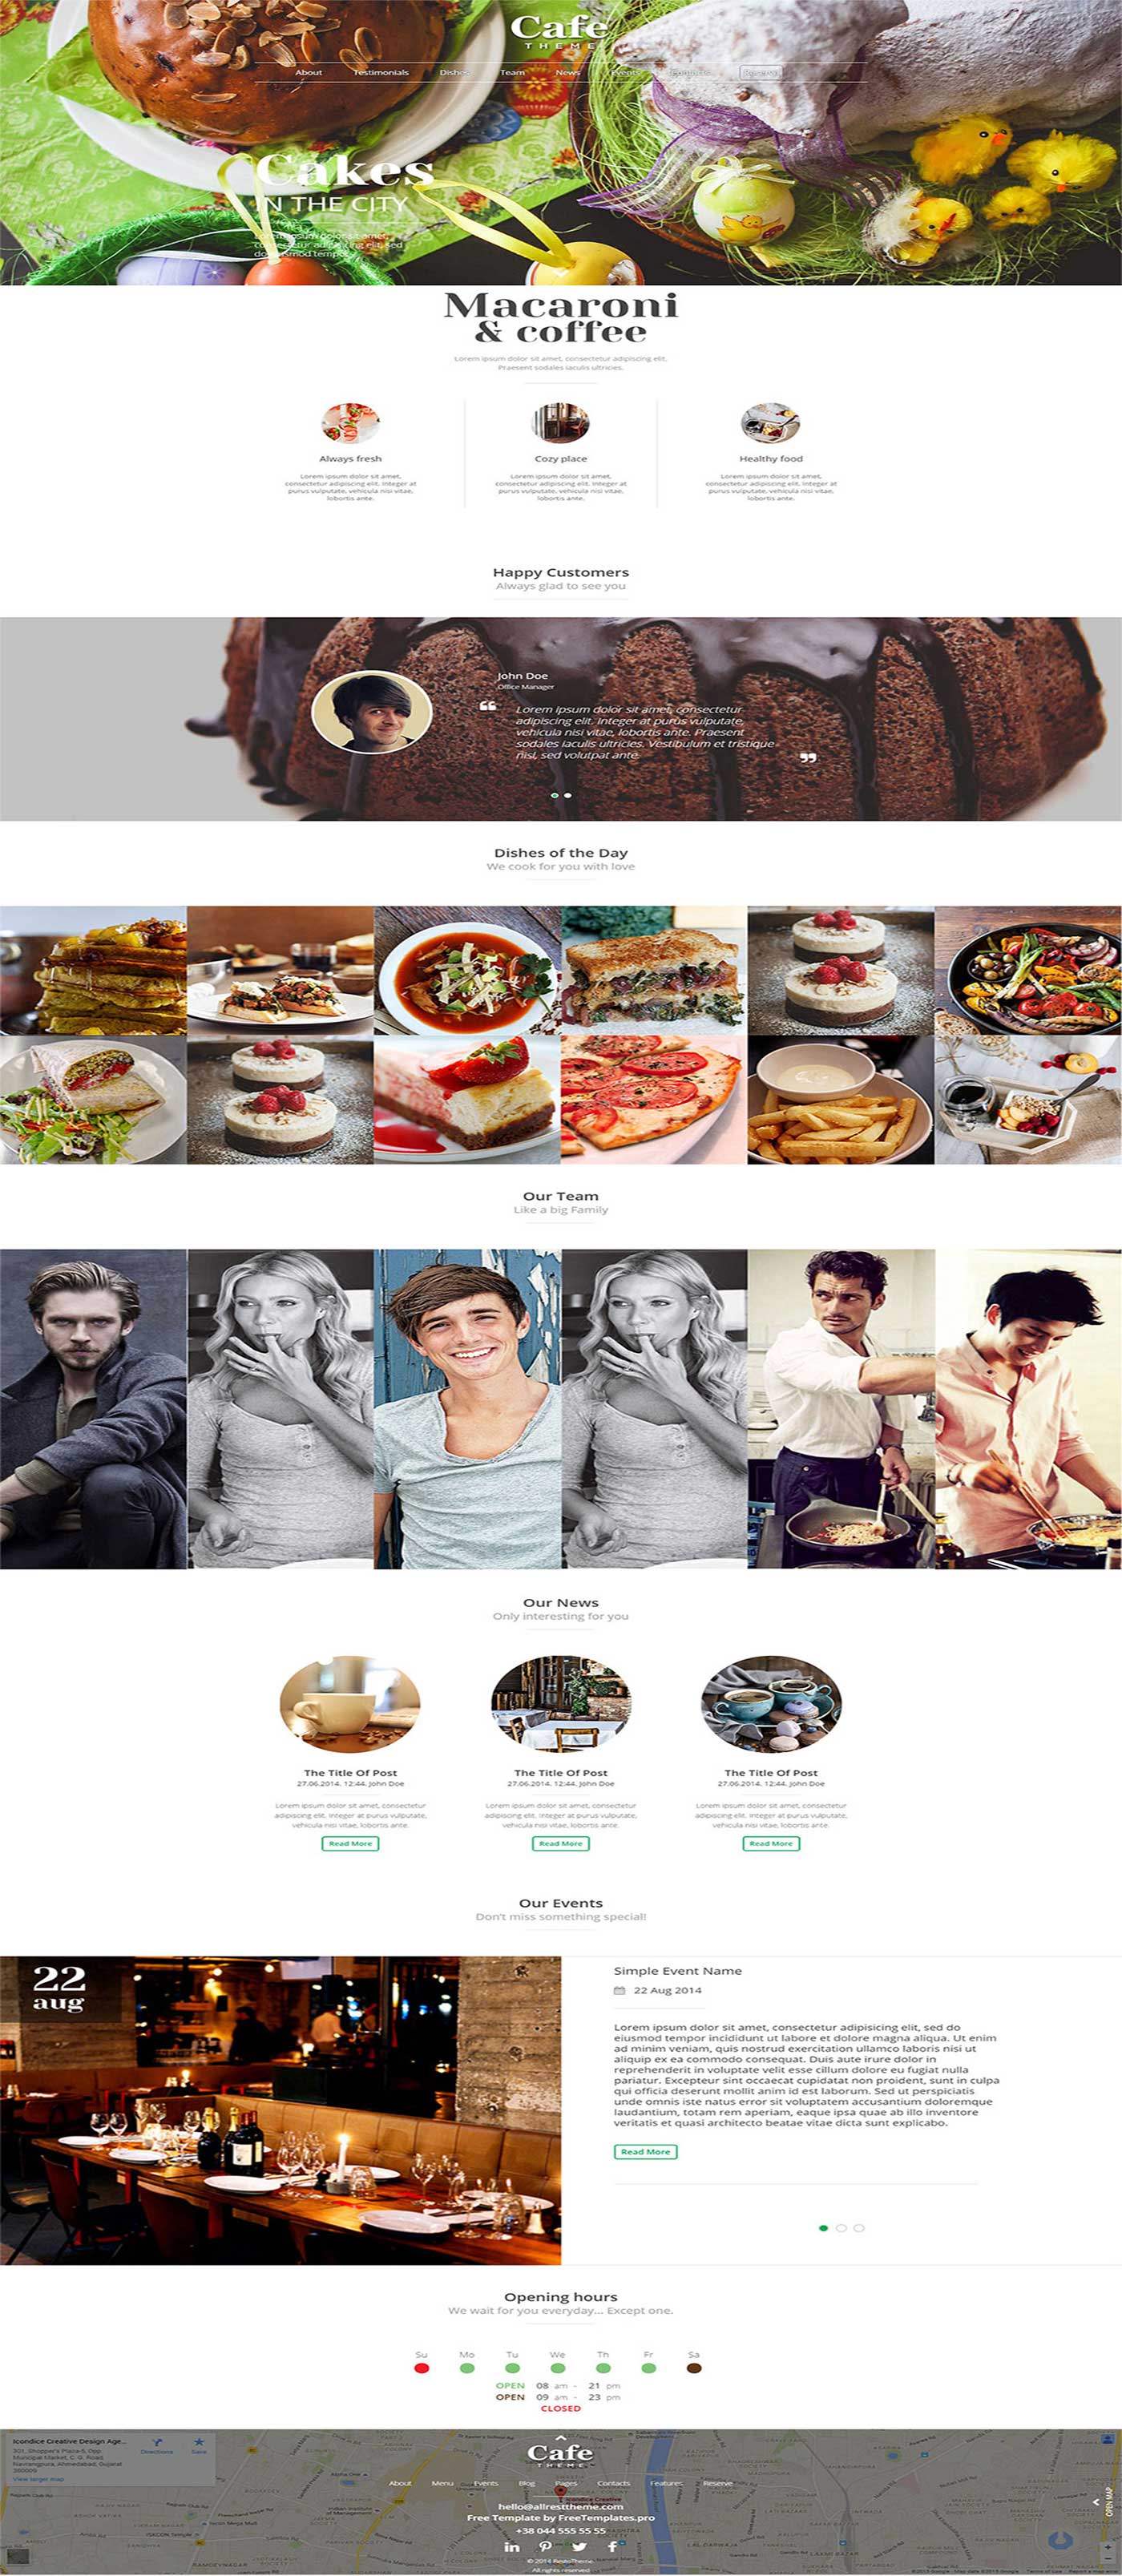 Cafe
THEME
About Testimonials Dishes Team News Events
Cakes
IN THE CITY
Macaroni
& coffee
Lorem ipsum dolor sit amet, consectetur adipiscing elit.
Praesent sodales iaculis ultricies.
Always fresh
Lorem ipsum dolor sit amet,
consectetur adipiscing elit. Integer at
purus vulputate, vehicula nisi vitae,
lobortis ante.
Cozy place
Lorem ipsum dolor sit amet,
consectetur adipiscing elit. Integer at
purus vulputate, vehicula nisi vitae,
lobortis ante.
Healthy food
Lorem ipsum dolor sit amet,
consectetur adipiscing elit. Integer at
purus vulputate, vehicula nisi vitae,
lobortis ante.
Happy Customers
Always glad to see you
John Doe
Office Manager
“ Lorem ipsum dolor sit amet, consectetur
adipiscing elit. Integer at purus vulputate,
vehicula nisi vitae, lobortis ante. Praesent
sodales iaculis ultricies. Vestibulum et tristique
nisl, sed volutpat ante. ”
Dishes of the Day
We cook for you with love
Our Team
Like a big Family
Our News
Only interesting for you
The Title Of Post
27.06.2014. 12:44. John Doe
Lorem ipsum dolor sit amet, consectetur
adipiscing elit. Integer at purus vulputate,
vehicula nisi vitae, lobortis ante.
Read More
The Title Of Post
27.06.2014. 12:44. John Doe
Lorem ipsum dolor sit amet, consectetur
adipiscing elit. Integer at purus vulputate,
vehicula nisi vitae, lobortis ante.
Read More
The Title Of Post
27.06.2014. 12:44. John Doe
Lorem ipsum dolor sit amet, consectetur
adipiscing elit. Integer at purus vulputate,
vehicula nisi vitae, lobortis ante.
Read More
Our Events
Don't miss something special!
22
aug
Simple Event Name
22 Aug 2014
Lorem ipsum dolor sit amet, consectetur adipisicing elit, sed do
eiusmod tempor incididunt ut labore et dolore magna aliqua. Ut enim
ad minim veniam, quis nostrud exercitation ullamco laboris nisi ut
aliquip ex ea commodo consequat. Duis aute irure dolor in
reprehenderit in voluptate velit esse cillum dolore eu fugiat nulla
pariatur. Excepteur sint occaecat cupidatat non proident, sunt in culpa
qui officia deserunt mollit anim id est laborum. Sed ut perspiciatis
unde omnis iste natus error sit voluptatem accusantium doloremque
laudantium, totam rem aperiam, eaque ipsa quae ab illo inventore
veritatis et quasi architecto beatae vitae dicta sunt explicabo.
Read More
Opening hours
We wait for you everyday... Except one.
Su Mo Tu We Th Fr Sa
OPEN 08 am - 21 pm
OPEN 09 am - 23 pm
CLOSED
Icondice Creative Design Age...
301, Shopper's Plaza-5, Opp.
Municipal Market, C. G. Road,
Navrangpura, Ahmedabad, Gujarat
380009
View larger map
Directions
Save
Cafe
THEME
About Menu Events Blog Pages Contacts Features Reserve
hello@allresttheme.com
Free Template by FreeTemplates.pro
+38 044 555 55 55
© 2014 RestoTheme
All rights reserved
OPEN MAP